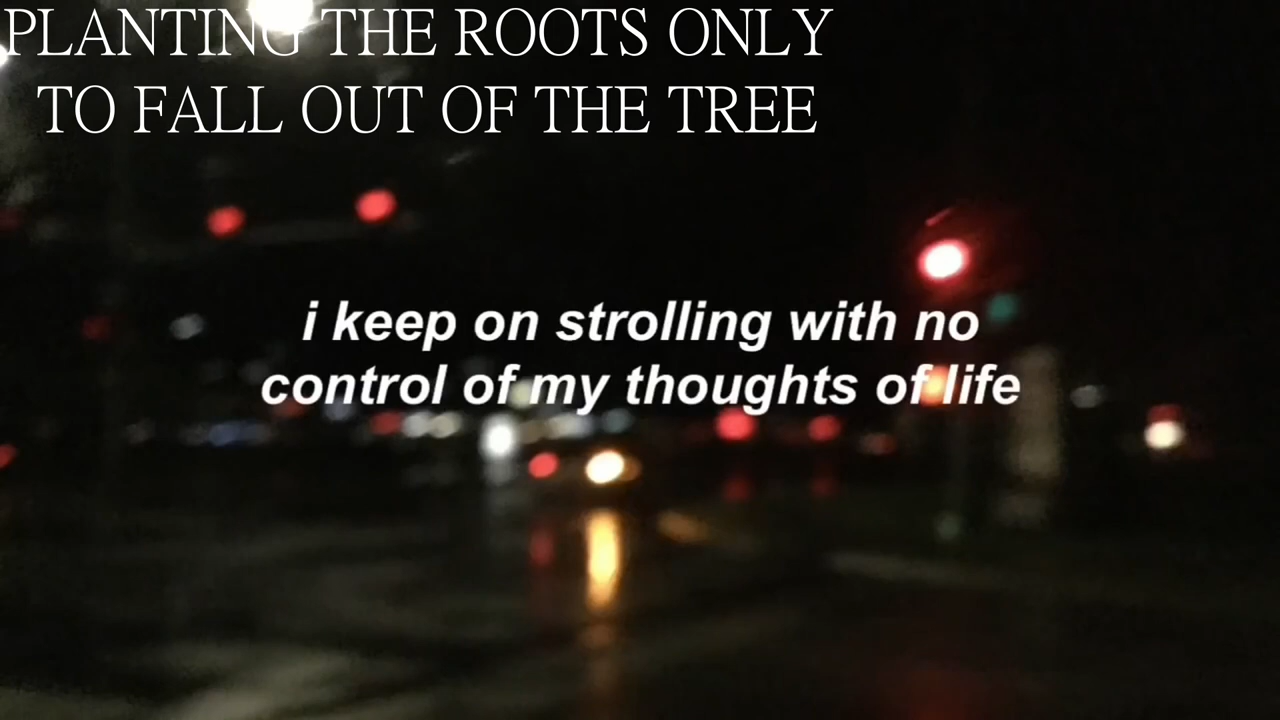 PLANTING THE ROOTS ONLY
TO FALL OUT OF THE TREE
i keep on strolling with no
control of my thoughts of life